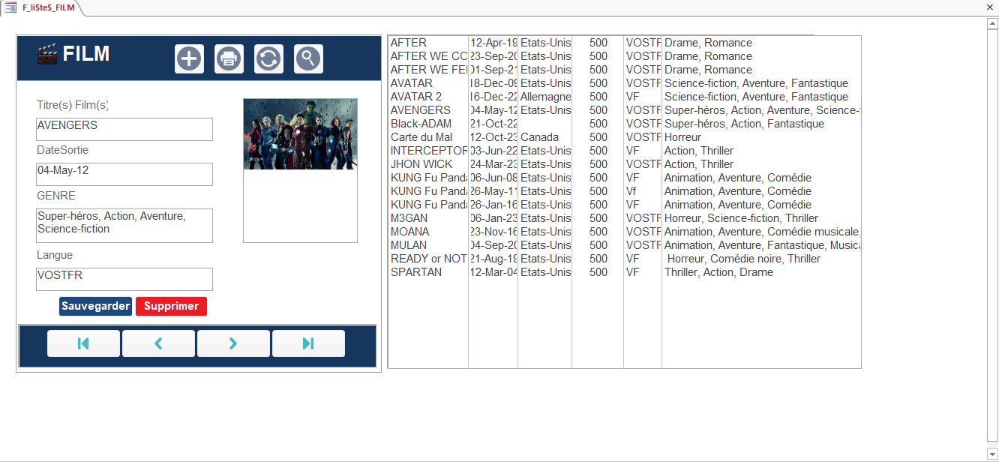 F_li$te$_FILM
FILM
Titre(s) Film(s)
AVENGERS
DateSortie
04-May-12
GENRE
Super-héros, Action, Aventure,
Science-fiction
Langue
VOSTFR
Sauvegarder Supprimer
AFTER 12-Apr-19 Etats-Unis 500 VOSTF Drame, Romance
AFTER WE CO 23-Sep-20 Etats-Unis 500 VOSTF Drame, Romance
AFTER WE FEI 01-Sep-21 Etats-Unis 500 VOSTF Drame, Romance
AVATAR 18-Dec-09 Etats-Unis 500 VOSTF Science-fiction, Aventure, Fantastique
AVATAR 2 16-Dec-22 Allemagne 500 VF Science-fiction, Aventure, Fantastique
AVENGERS 04-May-12 Etats-Unis 500 VOSTF Super-héros, Action, Aventure, Science-
Black-ADAM 21-Oct-22 500 VOSTF Super-héros, Action, Fantastique
Carte du Mal 12-Oct-23 Canada 500 VOSTF Horreur
INTERCEPTOR 03-Jun-22 Etats-Unis 500 VF Action, Thriller
JHON WICK 24-Mar-23 Etats-Unis 500 VOSTF Action, Thriller
KUNG Fu Panda 06-Jun-08 Etats-Unis 500 VF Animation, Aventure, Comédie
KUNG Fu Panda 26-May-11 Etats-Unis 500 Vf Animation, Aventure, Comédie
KUNG Fu Panda 26-Jan-16 Etats-Unis 500 VF Animation, Aventure, Comédie
M3GAN 06-Jan-23 Etats-Unis 500 VOSTF Horreur, Science-fiction, Thriller
MOANA 23-Nov-16 Etats-Unis 500 VOSTF Animation, Aventure, Comédie musicale,
MULAN 04-Sep-20 Etats-Unis 500 VOSTF Animation, Aventure, Fantastique, Music
READY or NOT 21-Aug-19 Etats-Unis 500 VF Horreur, Comédie noire, Thriller
SPARTAN 12-Mar-04 Etats-Unis 500 VF Thriller, Action, Drame